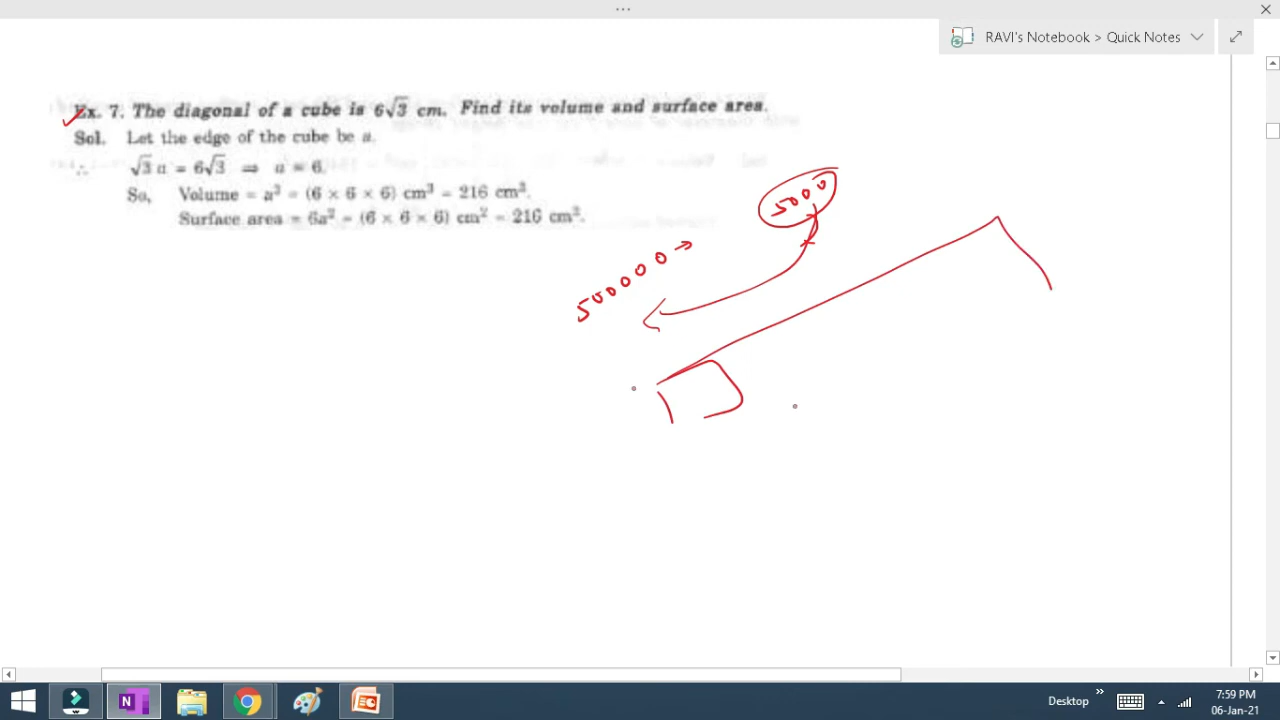 RAVI's Notebook > Quick Notes
Ex. 7. The diagonal of a cube is 6√3 cm. Find its volume and surface area.
Sol. Let the edge of the cube be a.
∴ √3 a = 6√3 ⇒ a = 6.
So, Volume = a³ = (6 × 6 × 6) cm³ = 216 cm³.
Surface area = 6a² = (6 × 6 × 6) cm² = 216 cm².
5000
500000 →
Desktop
7:59 PM
06-Jan-21